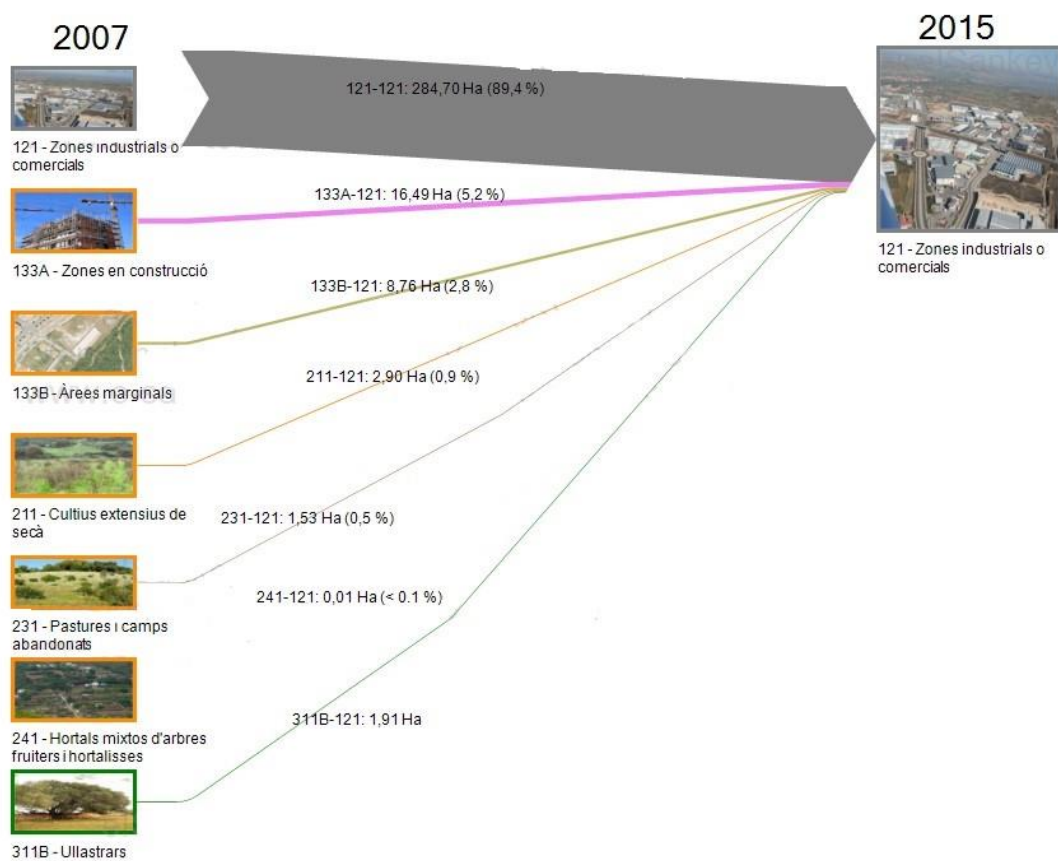 2007
2015
121-121: 284,70 Ha (89,4 %)
121 - Zones industrials o
comercials
133A-121: 16,49 Ha (5,2 %)
121 - Zones industrials o
comercials
133A - Zones en construcció
133B-121: 8,76 Ha (2,8 %)
211-121: 2,90 Ha (0,9 %)
133B - Àrees marginals
211 - Cultius extensius de
secà
231-121: 1,53 Ha (0,5 %)
241-121: 0,01 Ha (< 0.1 %)
231 - Pastures i camps
abandonats
311B-121: 1,91 Ha
241 - Hortals mixtos d'arbres
fruiters i hortalisses
311B - Ullastrars